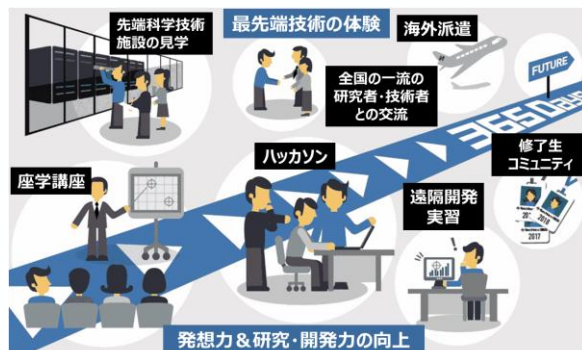 先端科学技術
施設の見学
最先端技術の体験
海外派遣
FUTURE
全国の一流の
研究者・技術者
との交流
365Days
座学講座
ハッカソン
修了生
コミュニティ
遠隔開発
実習
2018
2017
発想力&研究・開発力の向上